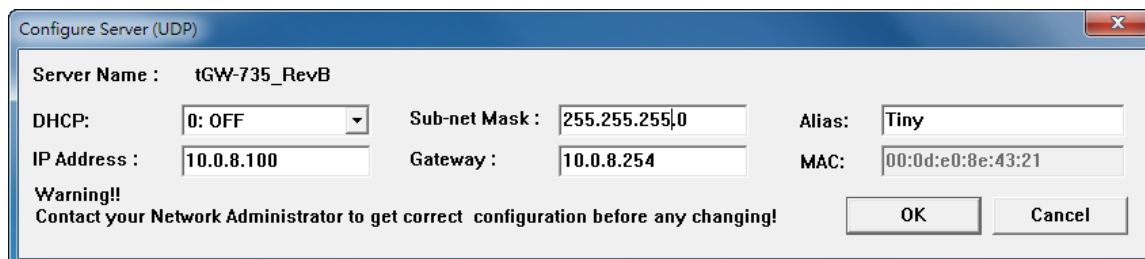 Configure Server (UDP)
Server Name : tGW-735_RevB
DHCP: 0: OFF Sub-net Mask : 255.255.255.0 Alias: Tiny
IP Address : 10.0.8.100 Gateway : 10.0.8.254 MAC: 00:0d:e0:8e:43:21
Warning!!
Contact your Network Administrator to get correct configuration before any changing!
OK Cancel